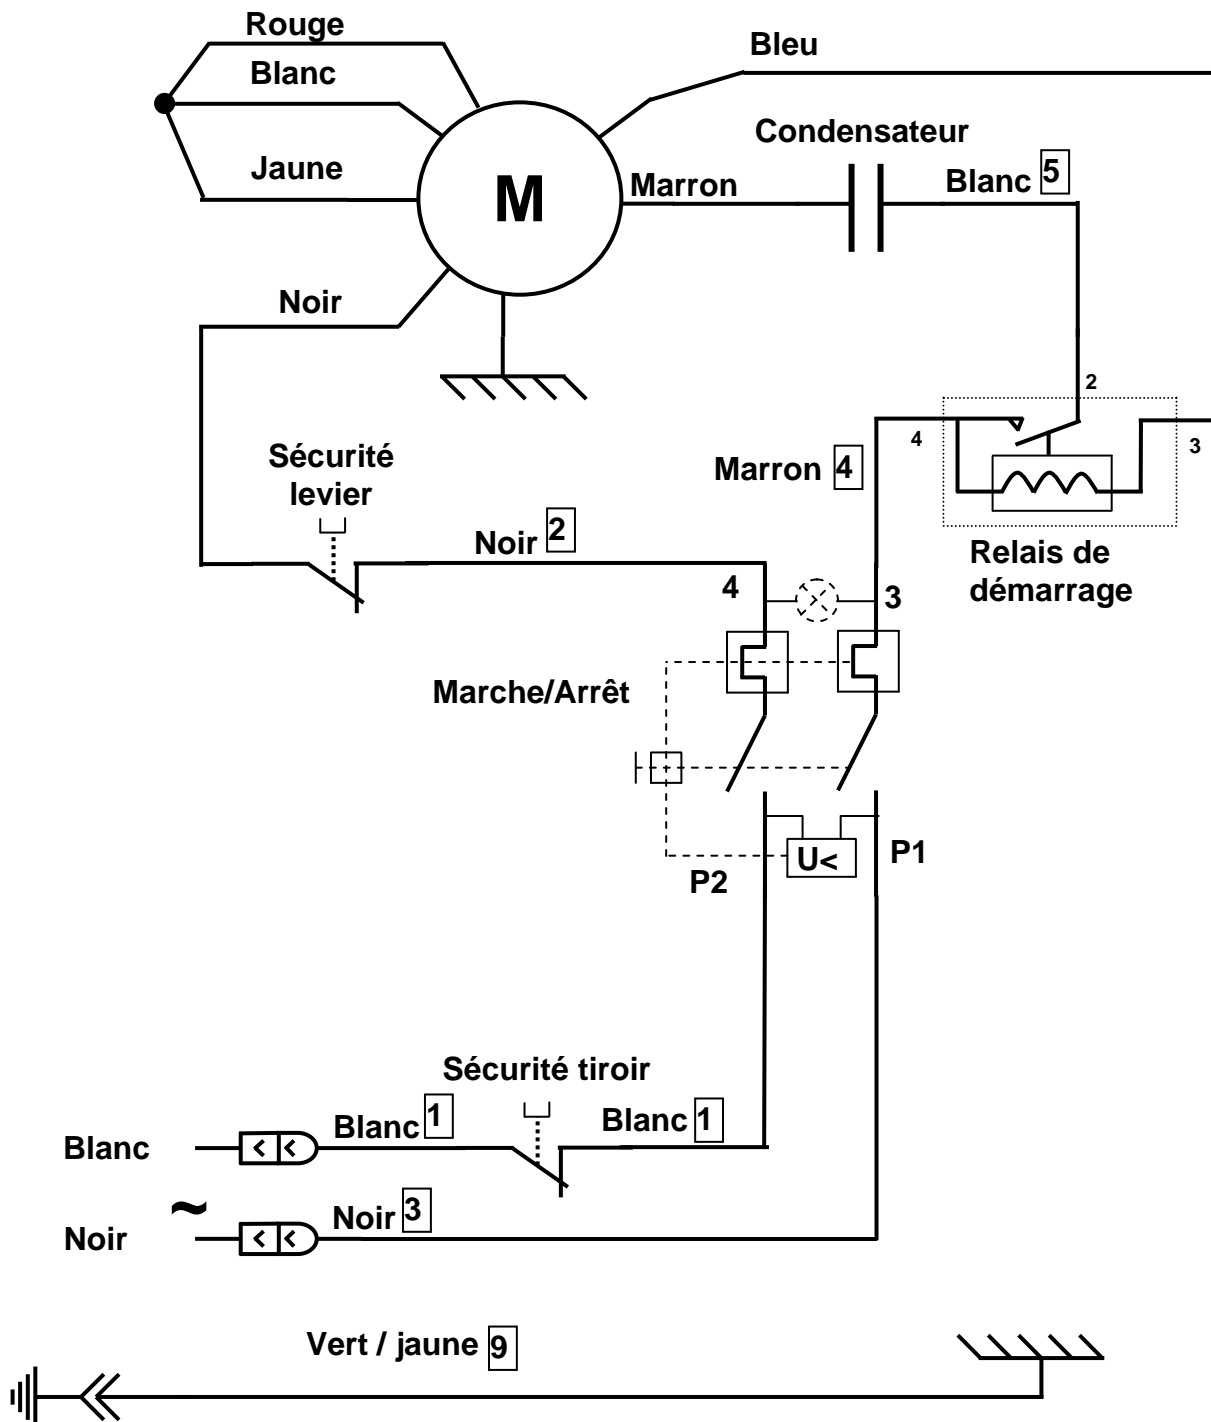 Rouge
Bleu
Blanc
Condensateur
Jaune
M
Marron
Blanc 5
Noir
2
4
3
Sécurité
levier
Marron 4
Noir 2
Relais de
démarrage
4
3
Marche/Arrêt
U<
P1
P2
Sécurité tiroir
Blanc
Blanc 1
Blanc 1
~
Noir
Noir 3
Vert / jaune 9